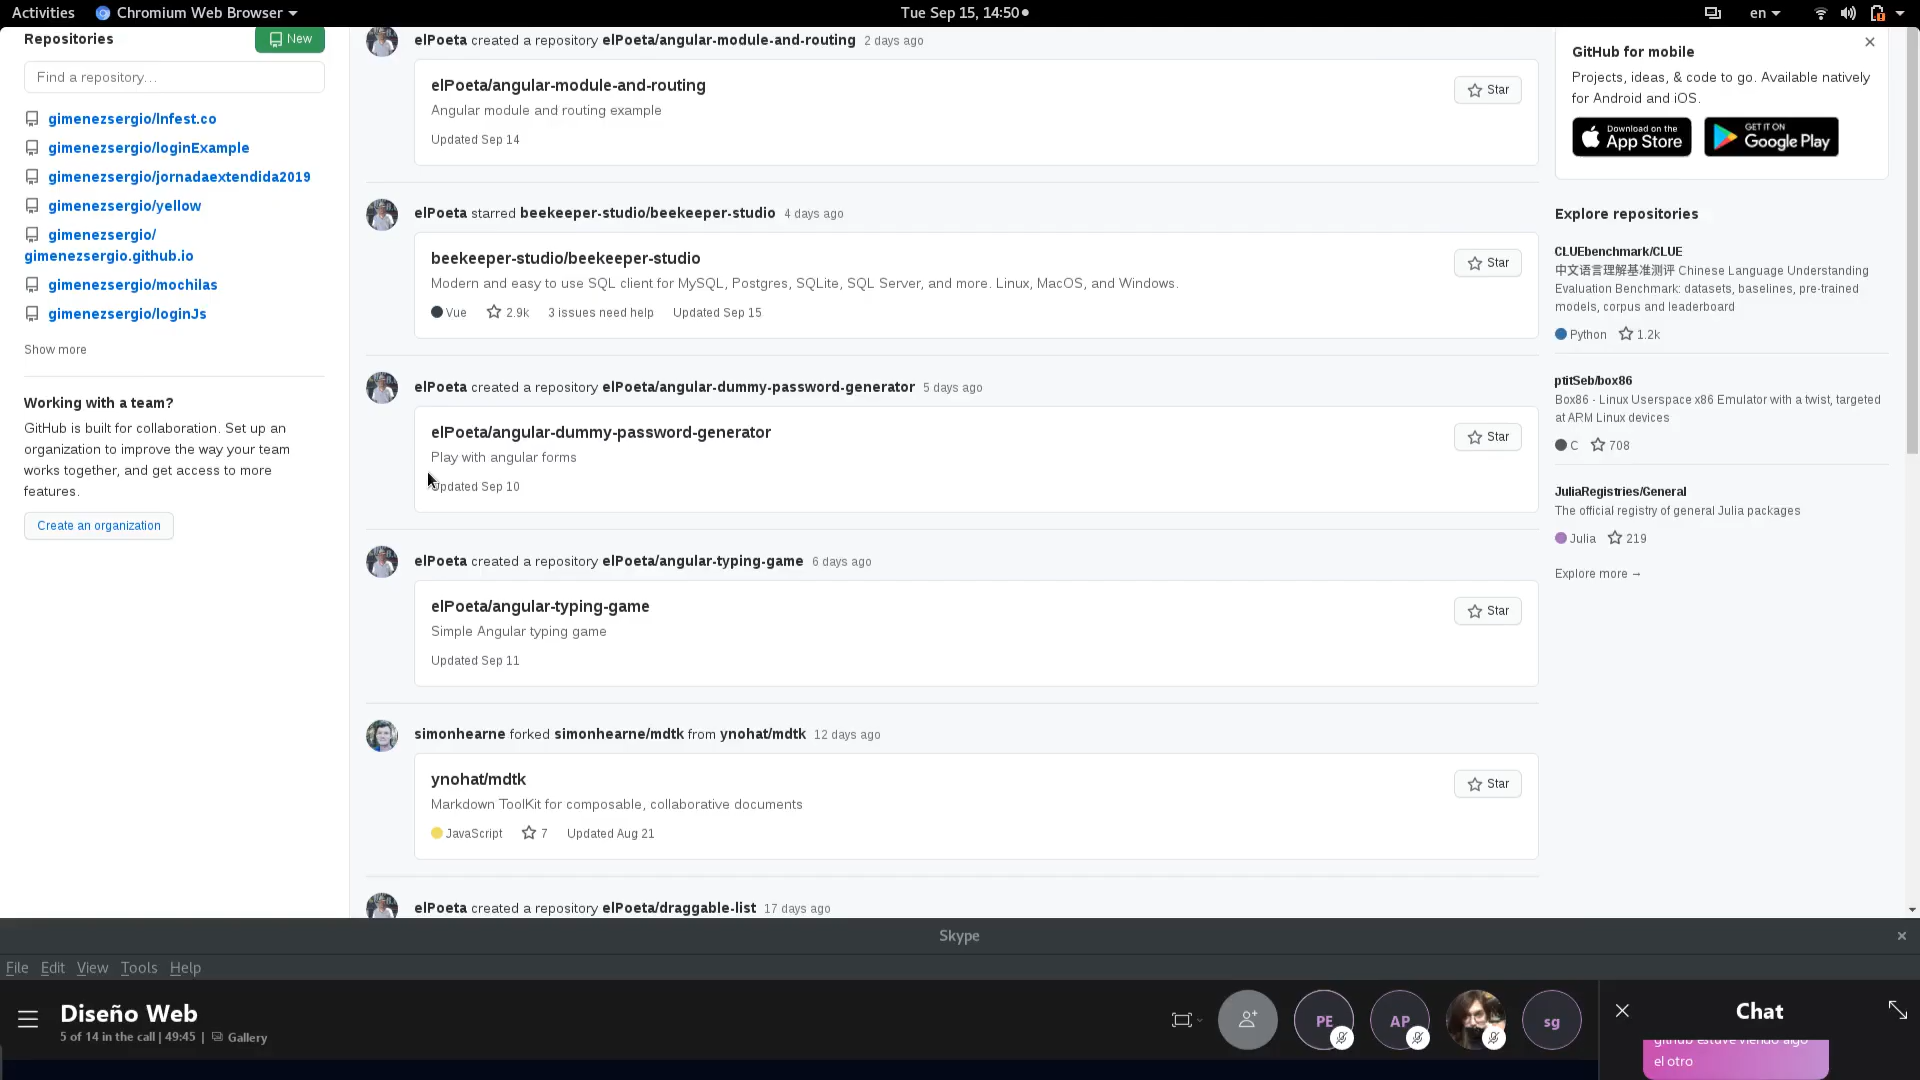 Activities
Chromium Web Browser
Tue Sep 15, 14:50
en
Repositories
New
Find a repository...
gimenezsergio/Infest.co
gimenezsergio/loginExample
gimenezsergio/jornadaextendida2019
gimenezsergio/yellow
gimenezsergio/
gimenezsergio.github.io
gimenezsergio/mochilas
gimenezsergio/loginJs
Show more
Working with a team?
GitHub is built for collaboration. Set up an
organization to improve the way your team
works together, and get access to more
features.
Create an organization
elPoeta created a repository elPoeta/angular-module-and-routing 2 days ago
elPoeta/angular-module-and-routing
Star
Angular module and routing example
Updated Sep 14
elPoeta starred beekeeper-studio/beekeeper-studio 4 days ago
beekeeper-studio/beekeeper-studio
Star
Modern and easy to use SQL client for MySQL, Postgres, SQLite, SQL Server, and more. Linux, MacOS, and Windows.
Vue 2.9k 3 issues need help Updated Sep 15
elPoeta created a repository elPoeta/angular-dummy-password-generator 5 days ago
elPoeta/angular-dummy-password-generator
Star
Play with angular forms
Updated Sep 10
elPoeta created a repository elPoeta/angular-typing-game 6 days ago
elPoeta/angular-typing-game
Star
Simple Angular typing game
Updated Sep 11
simonhearne forked simonhearne/mdtk from ynohat/mdtk 12 days ago
ynohat/mdtk
Star
Markdown ToolKit for composable, collaborative documents
JavaScript 7 Updated Aug 21
elPoeta created a repository elPoeta/draggable-list 17 days ago
GitHub for mobile
Projects, ideas, & code to go. Available natively
for Android and iOS.
Download on the
App Store
GET IT ON
Google Play
Explore repositories
CLUEbenchmark/CLUE
中文语言理解基准测评 Chinese Language Understanding
Evaluation Benchmark: datasets, baselines, pre-trained
models, corpus and leaderboard
Python 1.2k
ptitSeb/box86
Box86 - Linux Userspace x86 Emulator with a twist, targeted
at ARM Linux devices
C 708
JuliaRegistries/General
The official registry of general Julia packages
Julia 219
Explore more →
Skype
File Edit View Tools Help
Diseño Web
5 of 14 in the call | 49:45 | Gallery
PE
AP
sg
Chat
github estuve viendo algo
el otro